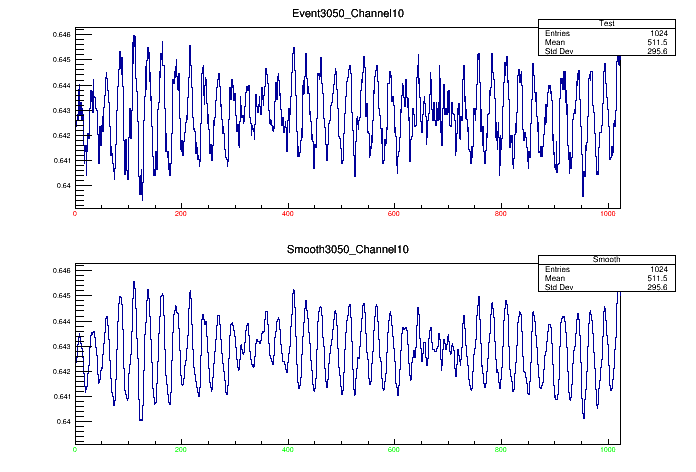 Event3050_Channel10
Test
Entries 1024
Mean 511.5
Std Dev 295.6
0.646
0.645
0.644
0.643
0.642
0.641
0.64
0 200 400 600 800 1000
Smooth3050_Channel10
Smooth
Entries 1024
Mean 511.5
Std Dev 295.6
0.646
0.645
0.644
0.643
0.642
0.641
0.64
0 200 400 600 800 1000